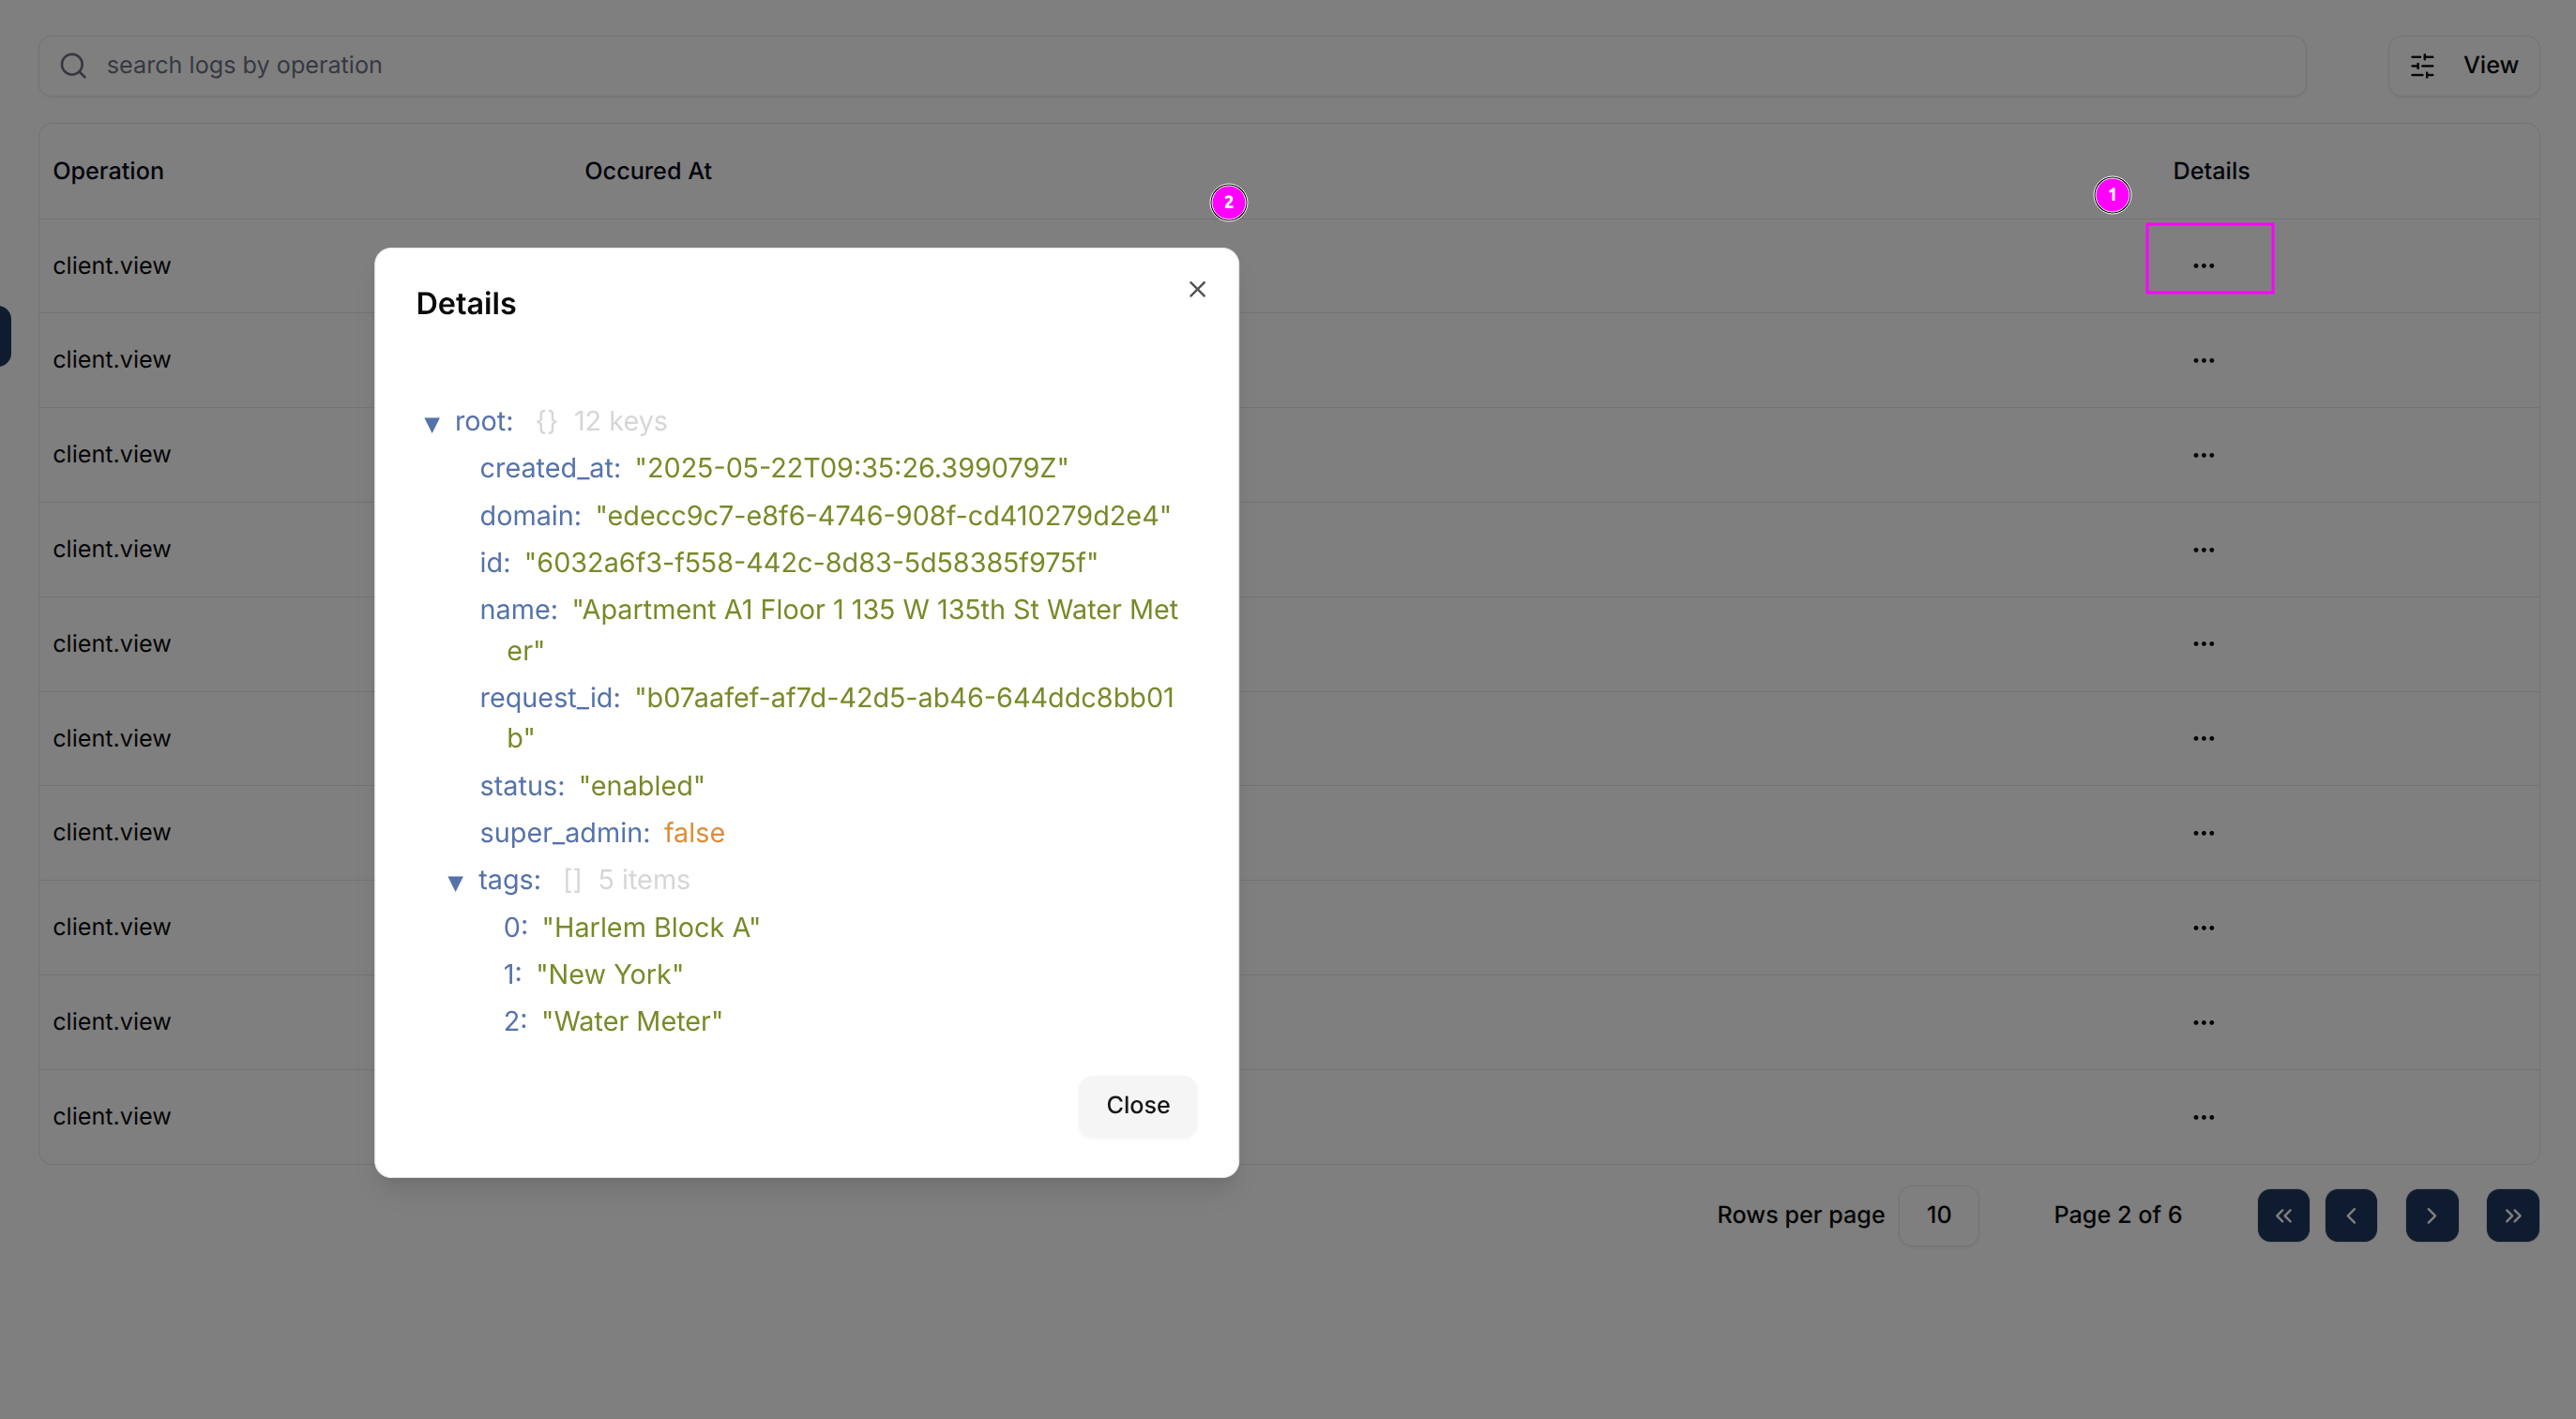 search logs by operation
View
Operation Occured At Details
2 1
client.view ...
client.view ...
client.view ...
client.view ...
client.view ...
client.view ...
client.view ...
client.view ...
client.view ...
client.view ...
Details
root: {} 12 keys
created_at: "2025-05-22T09:35:26.399079Z"
domain: "edecc9c7-e8f6-4746-908f-cd410279d2e4"
id: "6032a6f3-f558-442c-8d83-5d58385f975f"
name: "Apartment A1 Floor 1 135 W 135th St Water Met
er"
request_id: "b07aafef-af7d-42d5-ab46-644ddc8bb01
b"
status: "enabled"
super_admin: false
tags: [] 5 items
0: "Harlem Block A"
1: "New York"
2: "Water Meter"
Close
Rows per page 10 Page 2 of 6